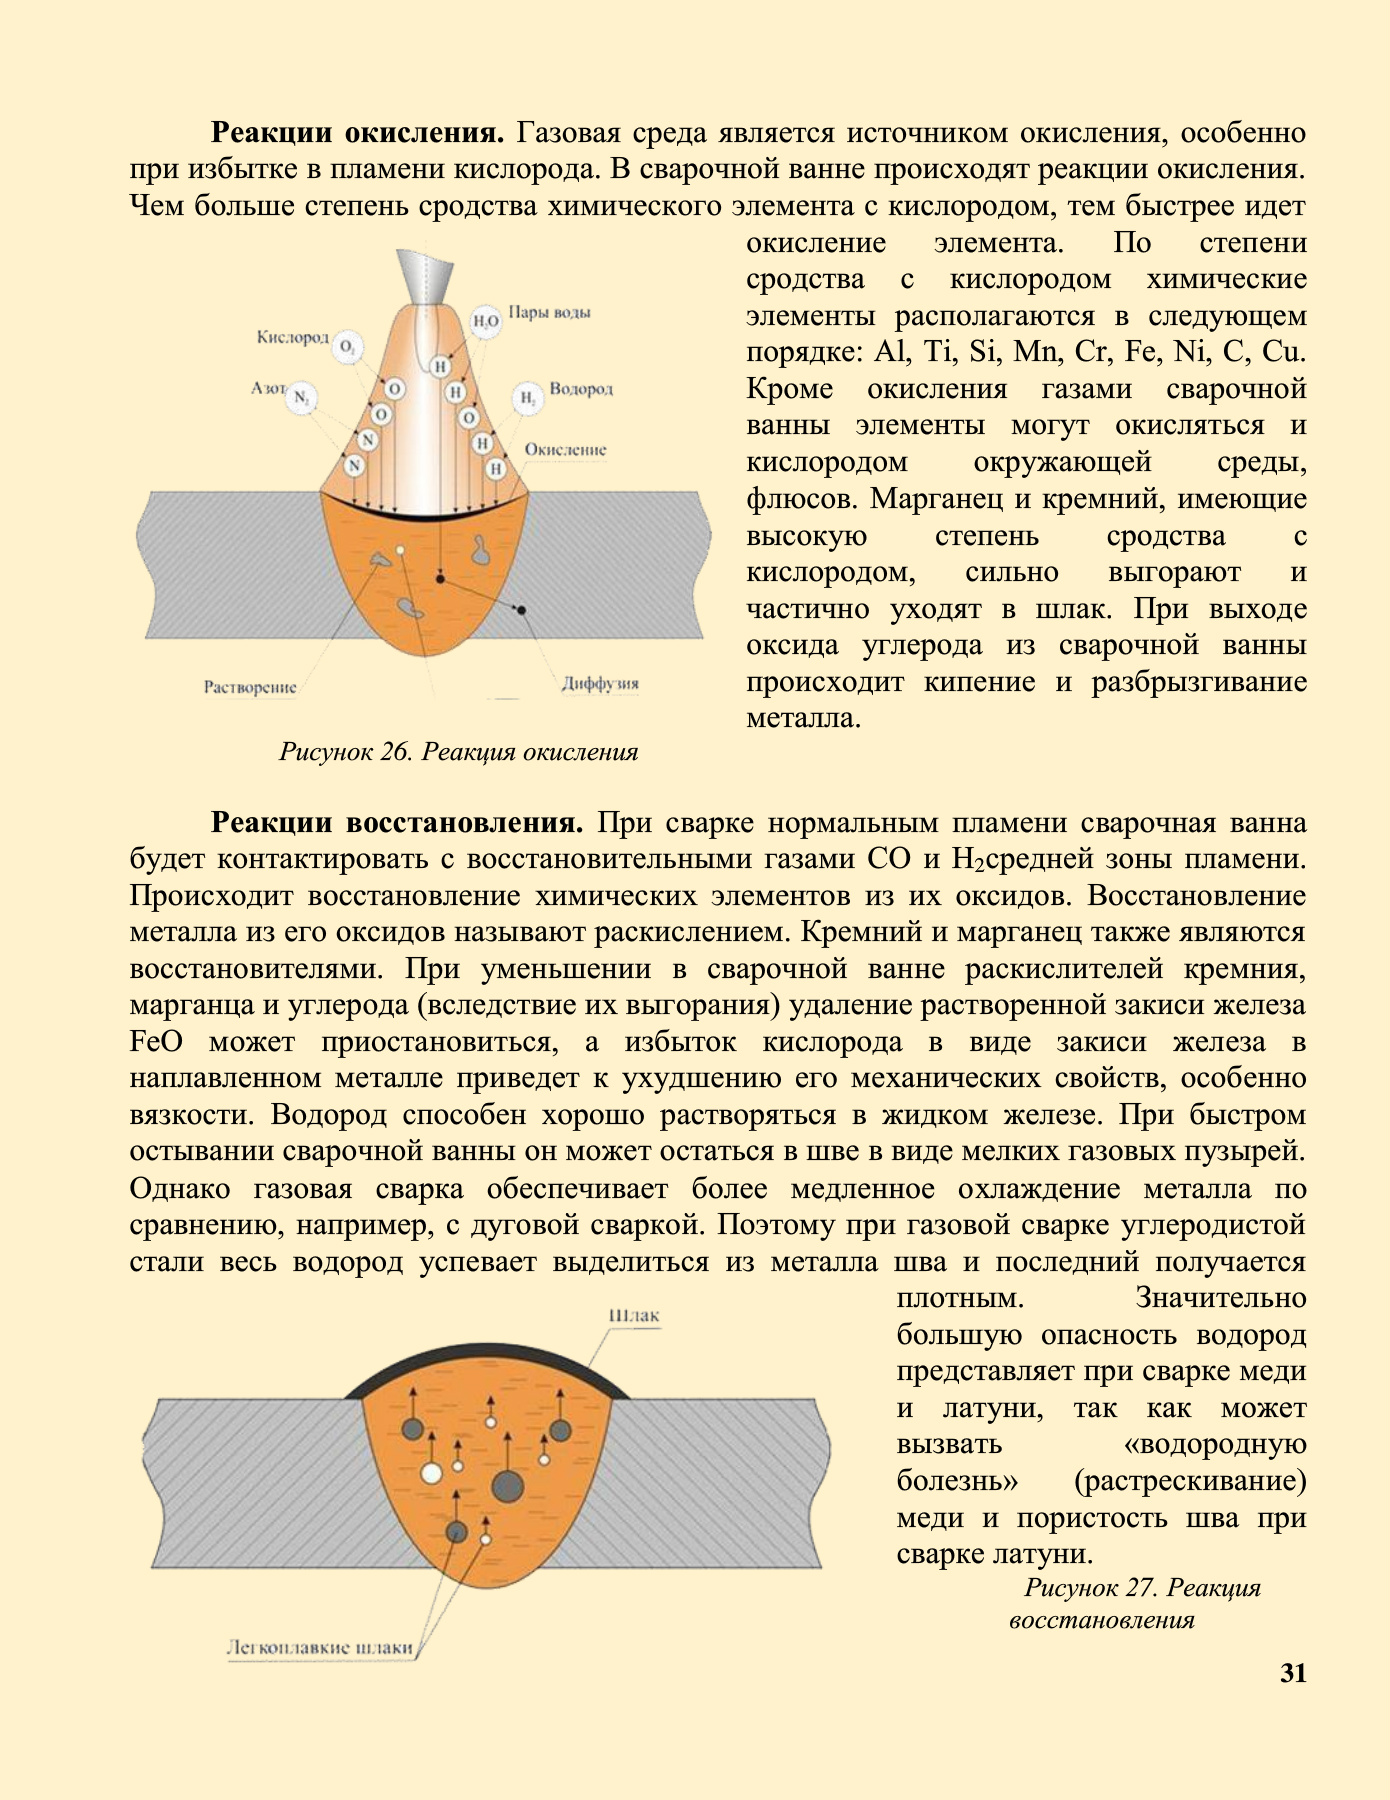 Реакции окисления. Газовая среда является источником окисления, особенно
при избытке в пламени кислорода. В сварочной ванне происходят реакции окисления.
Чем больше степень сродства химического элемента с кислородом, тем быстрее идет
окисление элемента. По степени
сродства с кислородом химические
элементы располагаются в следующем
порядке: Al, Ti, Si, Mn, Cr, Fe, Ni, C, Cu.
Кроме окисления газами сварочной
ванны элементы могут окисляться и
кислородом окружающей среды,
флюсов. Марганец и кремний, имеющие
высокую степень сродства с
кислородом, сильно выгорают и
частично уходят в шлак. При выходе
оксида углерода из сварочной ванны
происходит кипение и разбрызгивание
металла.
Пары воды
H₂O
Кислород
O₂
H
Азот
N₂
O
H
H₂
Водород
O
O
N
H
Окисление
N
H
Растворение
Диффузия
Рисунок 26. Реакция окисления
Реакции восстановления. При сварке нормальным пламени сварочная ванна
будет контактировать с восстановительными газами CO и H₂средней зоны пламени.
Происходит восстановление химических элементов из их оксидов. Восстановление
металла из его оксидов называют раскислением. Кремний и марганец также являются
восстановителями. При уменьшении в сварочной ванне раскислителей кремния,
марганца и углерода (вследствие их выгорания) удаление растворенной закиси железа
FeO может приостановиться, а избыток кислорода в виде закиси железа в
наплавленном металле приведет к ухудшению его механических свойств, особенно
вязкости. Водород способен хорошо растворяться в жидком железе. При быстром
остывании сварочной ванны он может остаться в шве в виде мелких газовых пузырей.
Однако газовая сварка обеспечивает более медленное охлаждение металла по
сравнению, например, с дуговой сваркой. Поэтому при газовой сварке углеродистой
стали весь водород успевает выделиться из металла шва и последний получается
плотным. Значительно
большую опасность водород
представляет при сварке меди
и латуни, так как может
вызвать «водородную
болезнь» (растрескивание)
меди и пористость шва при
сварке латуни.
Шлак
Легкоплавкие шлаки
Рисунок 27. Реакция
восстановления
31